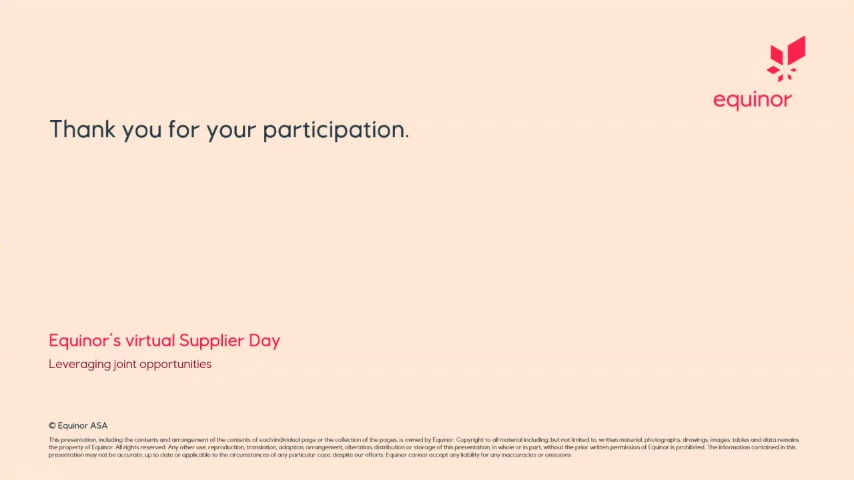 equinor
Thank you for your participation.
Equinor´s virtual Supplier Day
Leveraging joint opportunities
© Equinor ASA
This presentation, including the contents and arrangement of the contents of each individual page or the collection of the pages, is owned by Equinor. Copyright to all material including, but not limited to, written material, photographs, drawings, images, tables and data remains
the property of Equinor. All rights reserved. Any other use, reproduction, translation, adaption, arrangement, alteration, distribution or storage of this presentation, in whole or in part, without the prior written permission of Equinor is prohibited. The information contained in this
presentation may not be accurate, up to date or applicable to the circumstances of any particular case, despite our efforts. Equinor cannot accept any liability for any inaccuracies or omissions.